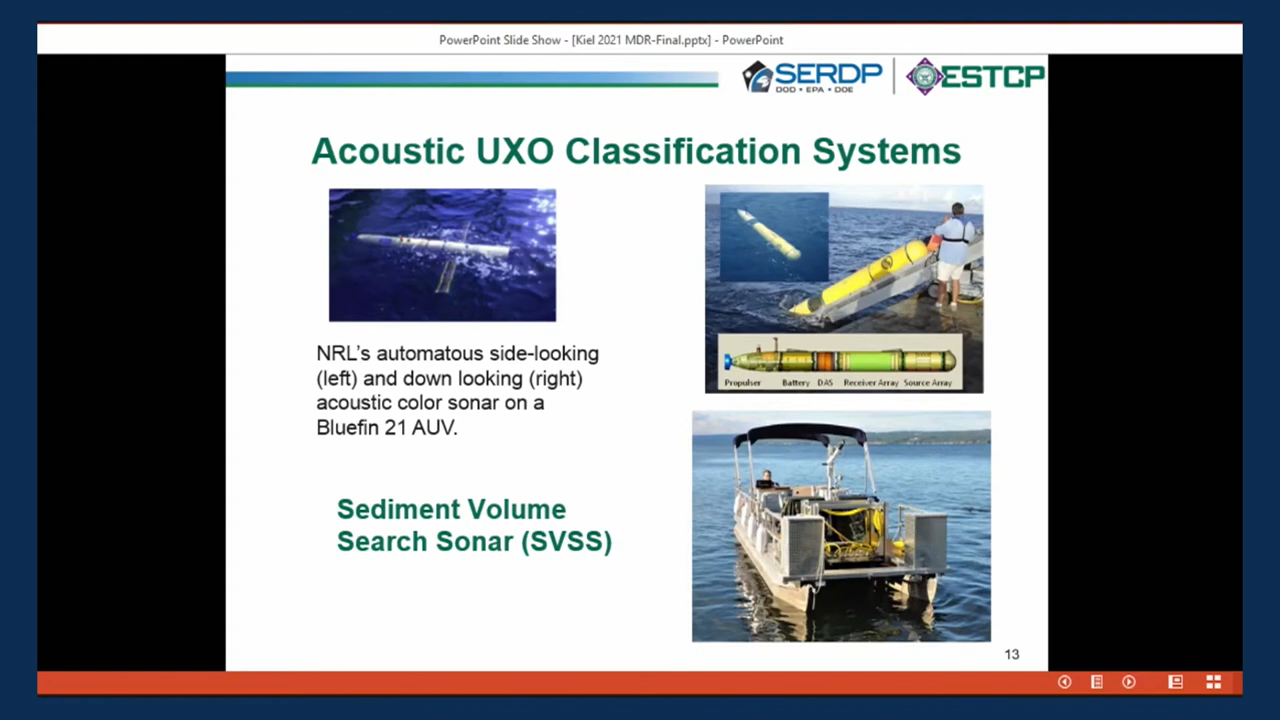 PowerPoint Slide Show - [Kiel 2021 MDR-Final.pptx] - PowerPoint
SERDP
DOD • EPA • DOE
ESTCP
Acoustic UXO Classification Systems
NRL's automatous side-looking
(left) and down looking (right)
acoustic color sonar on a
Bluefin 21 AUV.
Propulser Battery DAS Receiver Array Source Array
Sediment Volume
Search Sonar (SVSS)
13